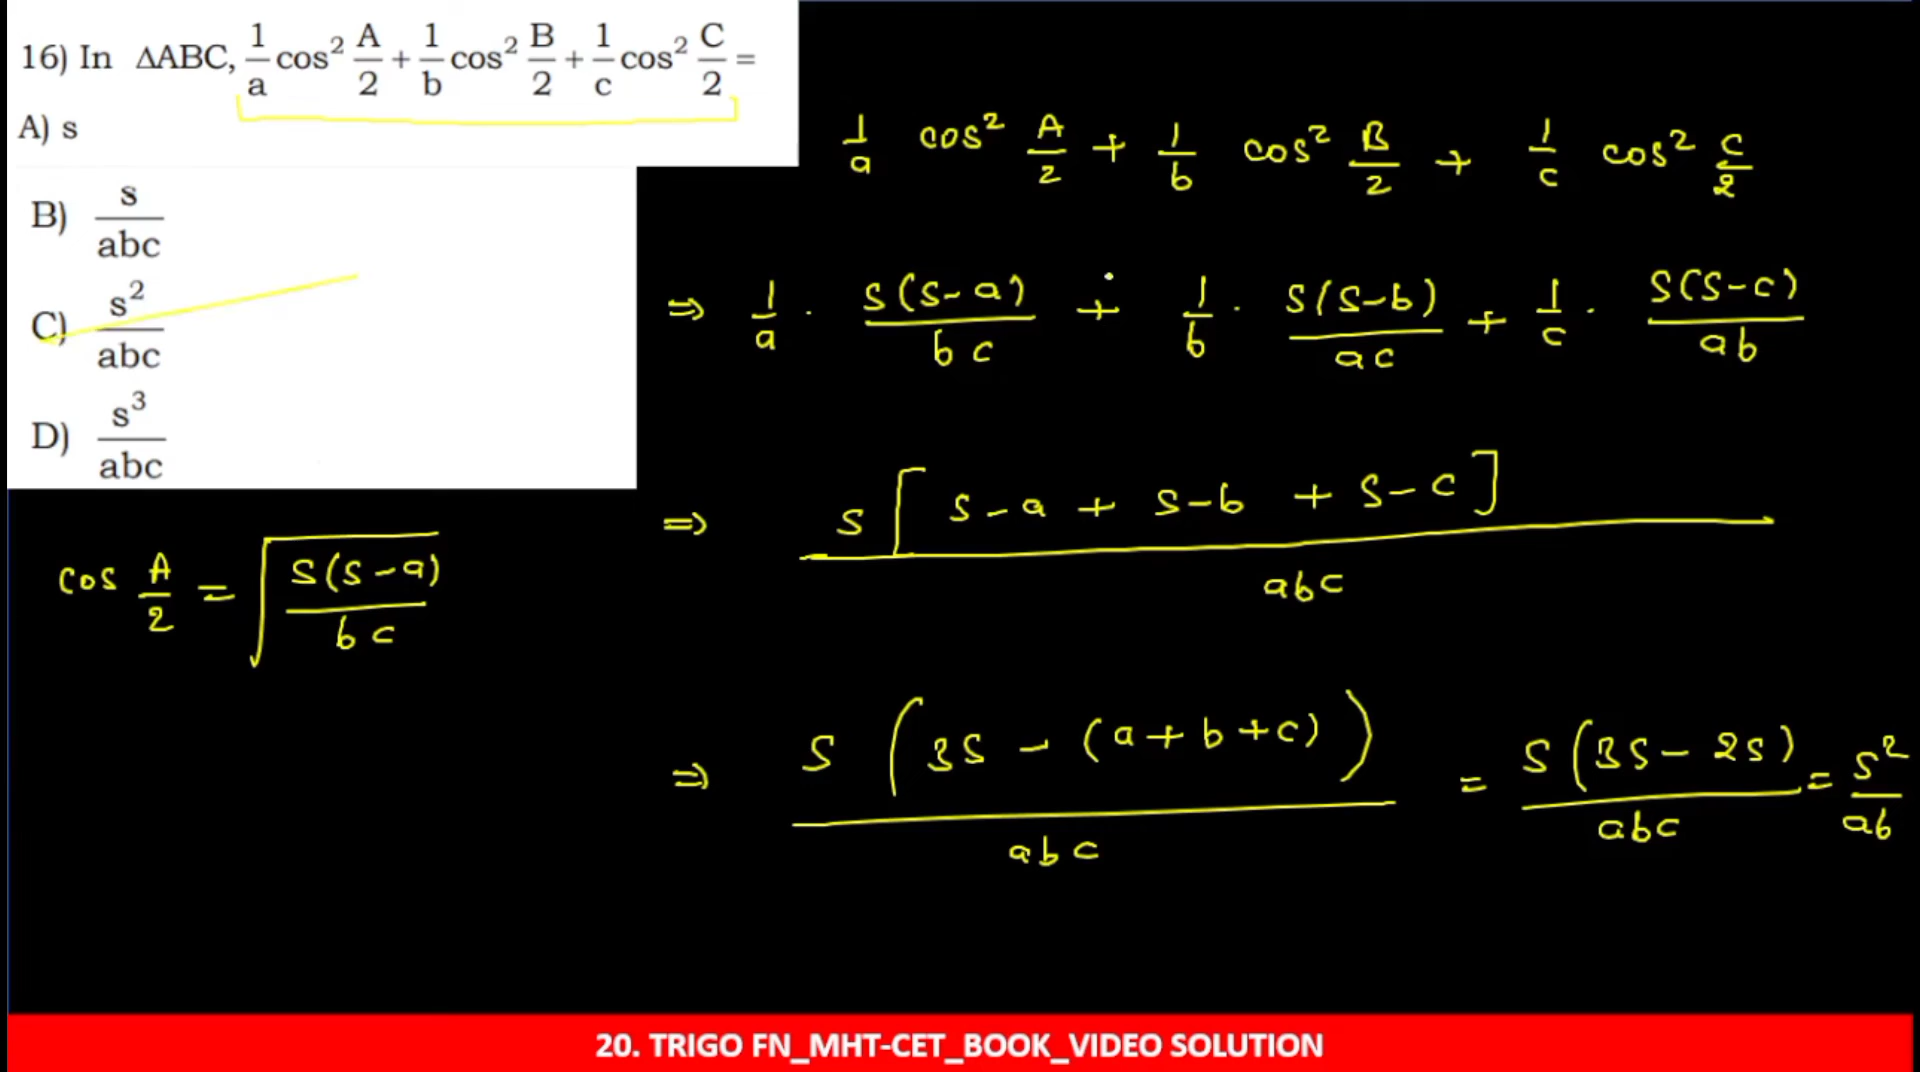 16) In ΔABC, 1/a cos² A/2 + 1/b cos² B/2 + 1/c cos² C/2 =
A) s
B) s/abc
C) s²/abc
D) s³/abc
cos A/2 = √(s(s-a)/bc)
1/a cos² A/2 + 1/b cos² B/2 + 1/c cos² C/2
⇒ 1/a · s(s-a)/bc + 1/b · s(s-b)/ac + 1/c · s(s-c)/ab
⇒ s[s-a + s-b + s-c]/abc
⇒ s(3s - (a+b+c))/abc = s(3s - 2s)/abc = s²/ab
20. TRIGO FN_MHT-CET_BOOK_VIDEO SOLUTION